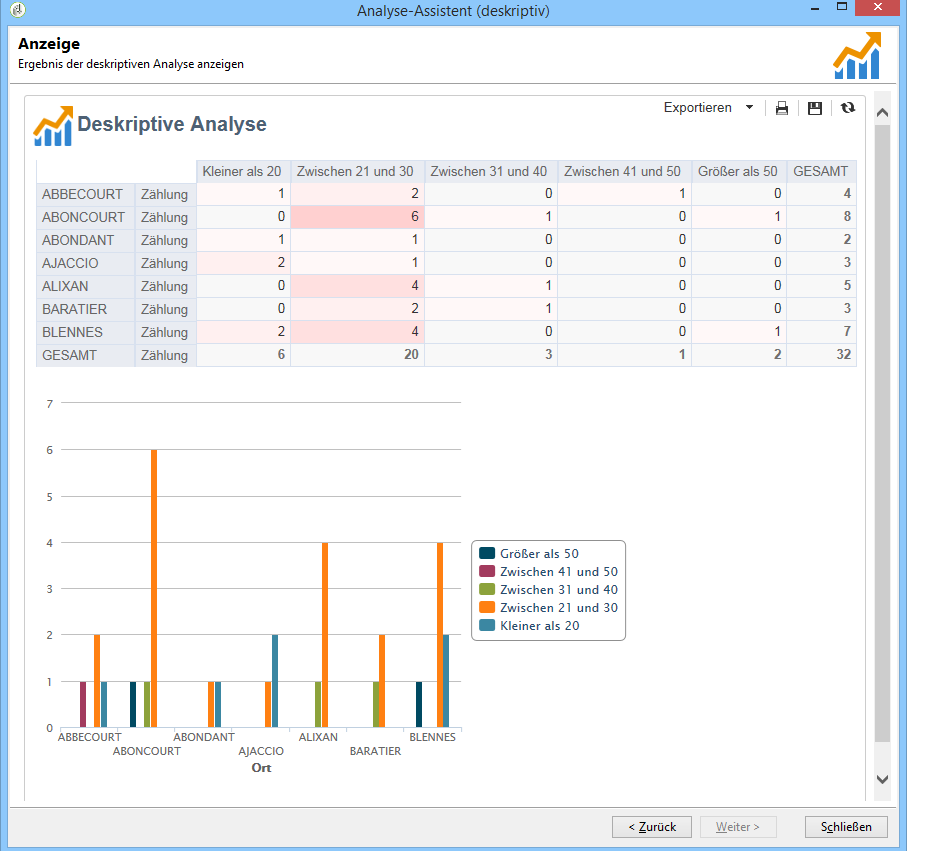 Analyse-Assistent (deskriptiv)
Anzeige
Ergebnis der deskriptiven Analyse anzeigen
Exportieren
Deskriptive Analyse
Kleiner als 20 Zwischen 21 und 30 Zwischen 31 und 40 Zwischen 41 und 50 Größer als 50 GESAMT
ABBECOURT Zählung 1 2 0 1 0 4
ABONCOURT Zählung 0 6 1 0 1 8
ABONDANT Zählung 1 1 0 0 0 2
AJACCIO Zählung 2 1 0 0 0 3
ALIXAN Zählung 0 4 1 0 0 5
BARATIER Zählung 0 2 1 0 0 3
BLENNES Zählung 2 4 0 0 1 7
GESAMT Zählung 6 20 3 1 2 32
7
6
5
4
3
2
1
0
Größer als 50
Zwischen 41 und 50
Zwischen 31 und 40
Zwischen 21 und 30
Kleiner als 20
ABBECOURT ABONDANT ALIXAN BLENNES
ABONCOURT AJACCIO BARATIER
Ort
< Zurück Weiter > Schließen